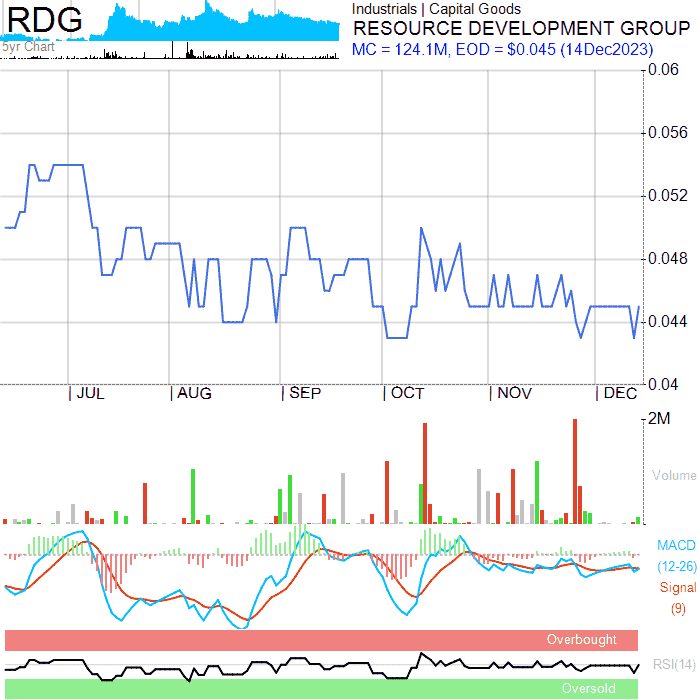 RDG
5yr Chart
Industrials | Capital Goods
RESOURCE DEVELOPMENT GROUP
MC = 124.1M, EOD = $0.045 (14Dec2023)
0.06
0.056
0.052
0.048
0.044
0.04
JUL AUG SEP OCT NOV DEC
2M
Volume
MACD
(12-26)
Signal
(9)
Overbought
RSI(14)
Oversold